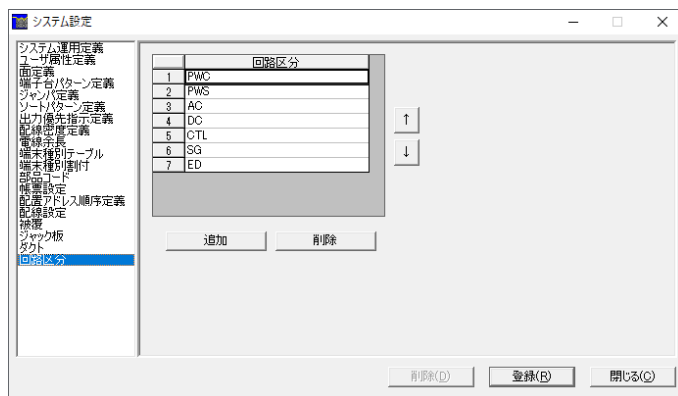 システム設定
システム運用定義
ユーザ属性定義
面定義
端子台パターン定義
ジャンパ定義
ソートパターン定義
出力優先指示定義
配線密度定義
電線余長
端末種別テーブル
端末種別割付
部品コード
帳票設定
配置アドレス順序定義
配線設定
被覆
ジャック板
ダクト
回路区分
回路区分
1 PWC
2 PWS
3 AC
4 DC
5 CTL
6 SG
7 ED
↑
↓
追加 削除
削除(D) 登録(R) 閉じる(C)